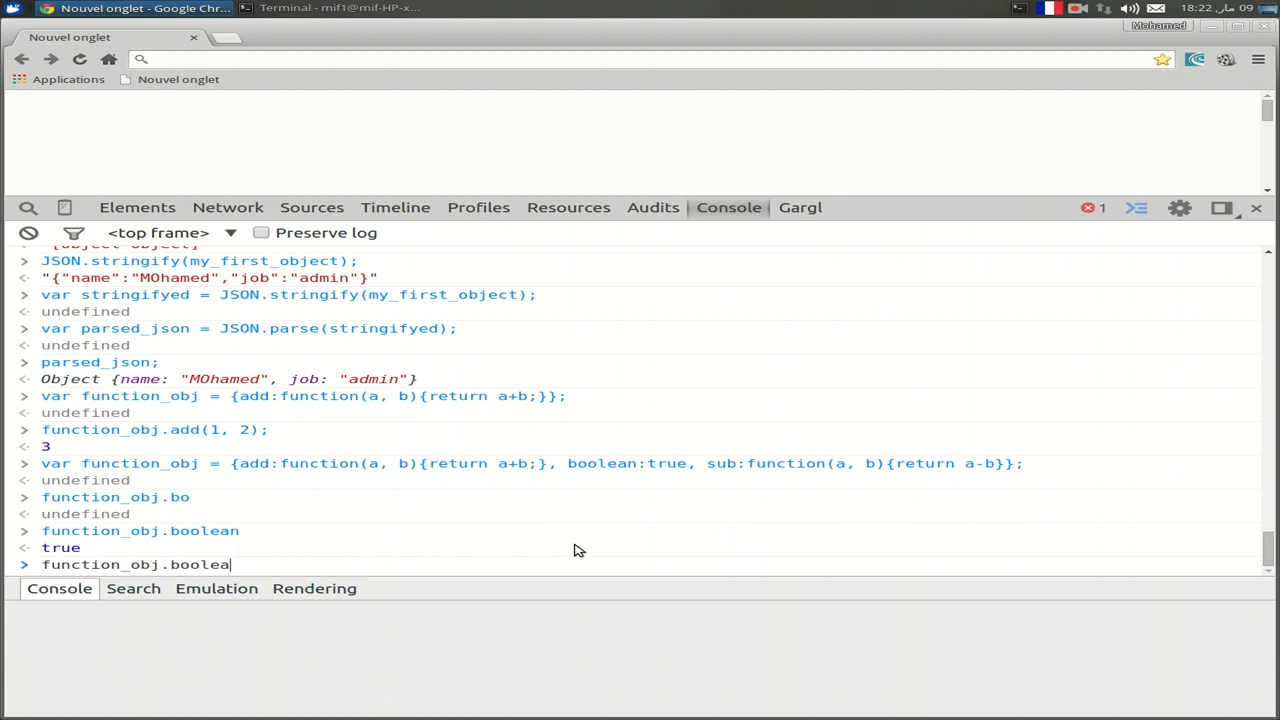 Nouvel onglet - Google Chr...
Terminal - mif1@mif-HP-x...
18:22 ,مار 09
Mohamed
Nouvel onglet
Applications
Nouvel onglet
Elements Network Sources Timeline Profiles Resources Audits Console Gargl
1
<top frame> Preserve log
"[object Object]"
JSON.stringify(my_first_object);
"{"name":"MOhamed","job":"admin"}"
var stringifyed = JSON.stringify(my_first_object);
undefined
var parsed_json = JSON.parse(stringifyed);
undefined
parsed_json;
Object {name: "MOhamed", job: "admin"}
var function_obj = {add:function(a, b){return a+b;}};
undefined
function_obj.add(1, 2);
3
var function_obj = {add:function(a, b){return a+b;}, boolean:true, sub:function(a, b){return a-b}};
undefined
function_obj.bo
undefined
function_obj.boolean
true
function_obj.boolea
Console Search Emulation Rendering